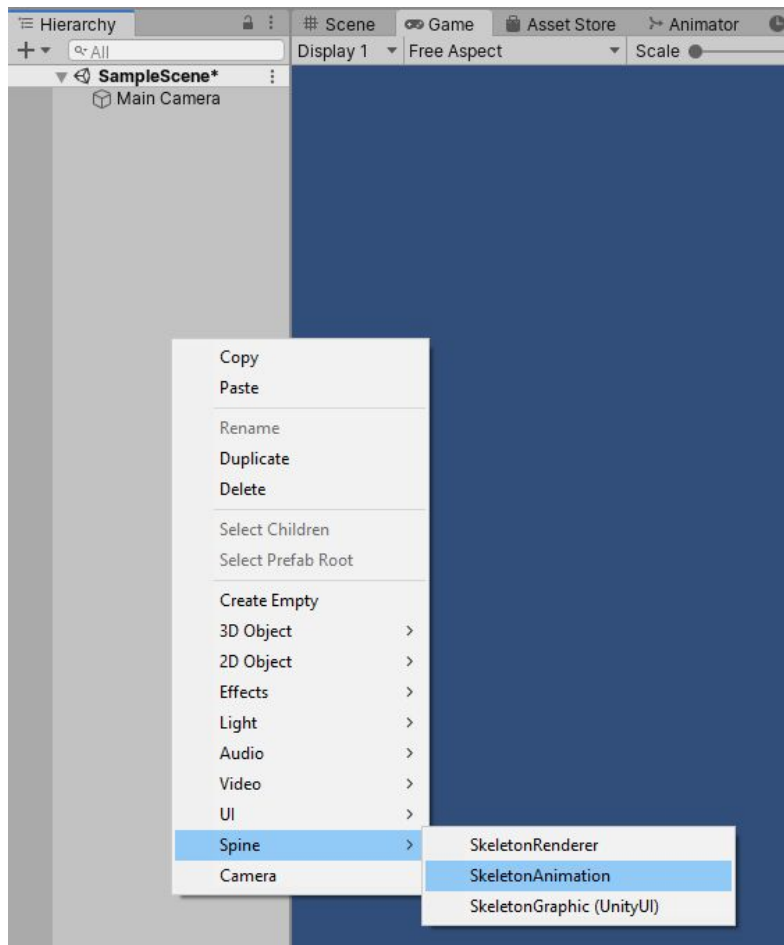 Hierarchy
Scene
Game
Asset Store
Animator
All
Display 1
Free Aspect
Scale
SampleScene*
Main Camera
Copy
Paste
Rename
Duplicate
Delete
Select Children
Select Prefab Root
Create Empty
3D Object
2D Object
Effects
Light
Audio
Video
UI
Spine
Camera
SkeletonRenderer
SkeletonAnimation
SkeletonGraphic (UnityUI)